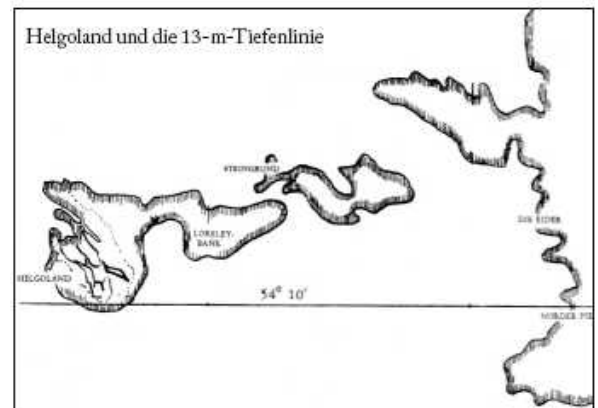 Helgoland und die 13-m-Tiefenlinie
STEINGRUND
LORELEY-
BANK
DIE EIDER
HELGOLAND
54° 10'
NORDER PIE